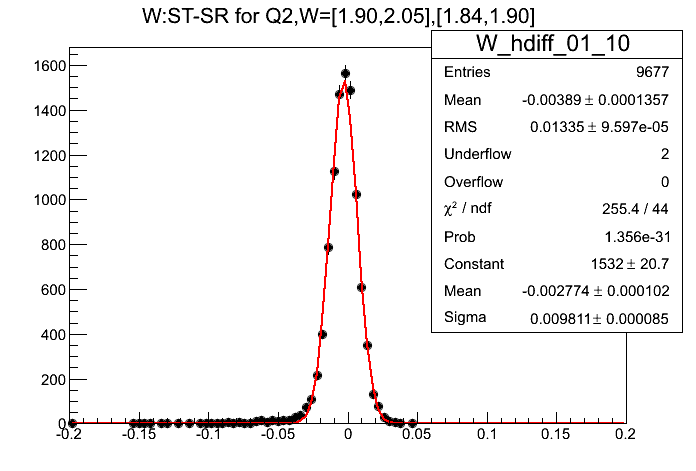 W:ST-SR for Q2,W=[1.90,2.05],[1.84,1.90]
W_hdiff_01_10
Entries 9677
Mean -0.00389 ± 0.0001357
RMS 0.01335 ± 9.597e-05
Underflow 2
Overflow 0
χ² / ndf 255.4 / 44
Prob 1.356e-31
Constant 1532 ± 20.7
Mean -0.002774 ± 0.000102
Sigma 0.009811 ± 0.000085
1600
1400
1200
1000
800
600
400
200
0
-0.2 -0.15 -0.1 -0.05 0 0.05 0.1 0.15 0.2